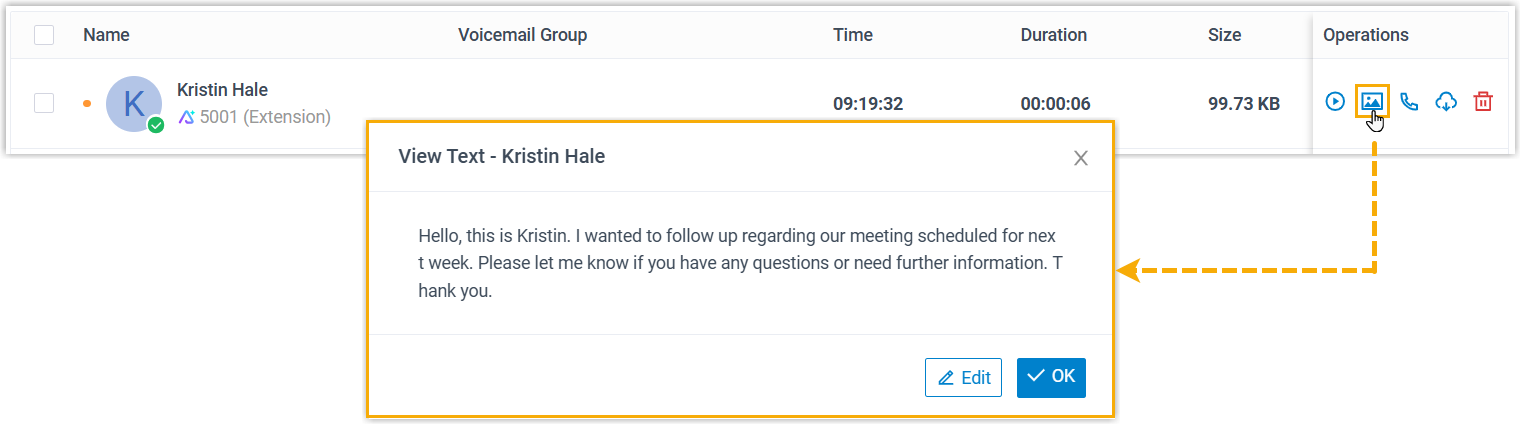 Name Voicemail Group Time Duration Size Operations
K
Kristin Hale
5001 (Extension)
09:19:32 00:00:06 99.73 KB
View Text - Kristin Hale
Hello, this is Kristin. I wanted to follow up regarding our meeting scheduled for nex
t week. Please let me know if you have any questions or need further information. T
hank you.
Edit OK